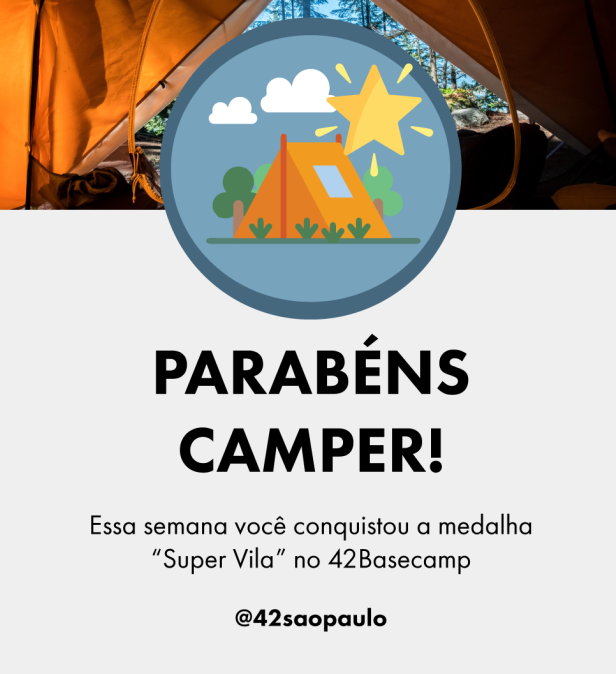 PARABÉNS
CAMPER!
Essa semana você conquistou a medalha
“Super Vila” no 42Basecamp
@42saopaulo